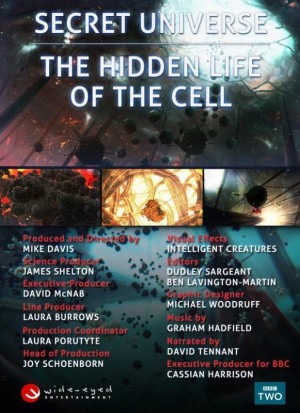 SECRET UNIVERSE
THE HIDDEN LIFE
OF THE CELL
Produced and Directed by
MIKE DAVIS
Science Producer
JAMES SHELTON
Executive Producer
DAVID McNAB
Line Producer
LAURA BURROWS
Production Coordinator
LAURA PORUTYTE
Head of Production
JOY SCHOENBORN
Visual Effects
INTELLIGENT CREATURES
Editors
DUDLEY SARGEANT
BEN LAVINGTON-MARTIN
Graphic Designer
MICHAEL WOODRUFF
Music by
GRAHAM HADFIELD
Narrated by
DAVID TENNANT
Executive Producer for BBC
CASSIAN HARRISON
wide-eyed
ENTERTAINMENT
BBC
TWO